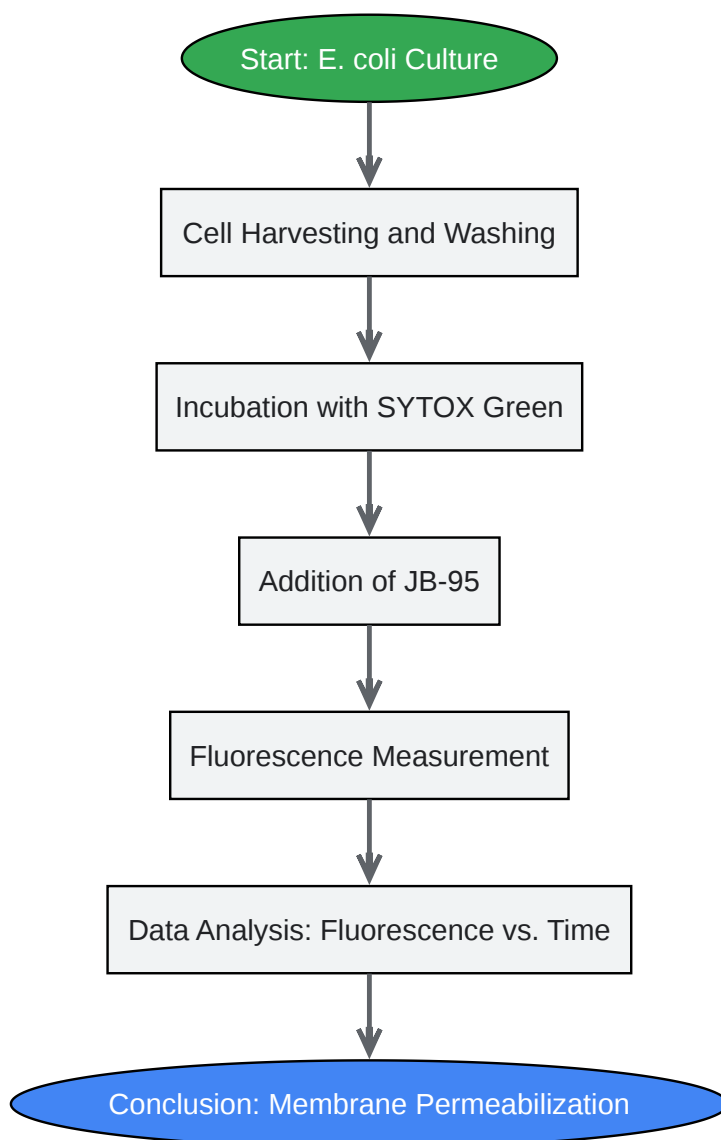 Start: E. coli Culture
Cell Harvesting and Washing
Incubation with SYTOX Green
Addition of JB-95
Fluorescence Measurement
Data Analysis: Fluorescence vs. Time
Conclusion: Membrane Permeabilization